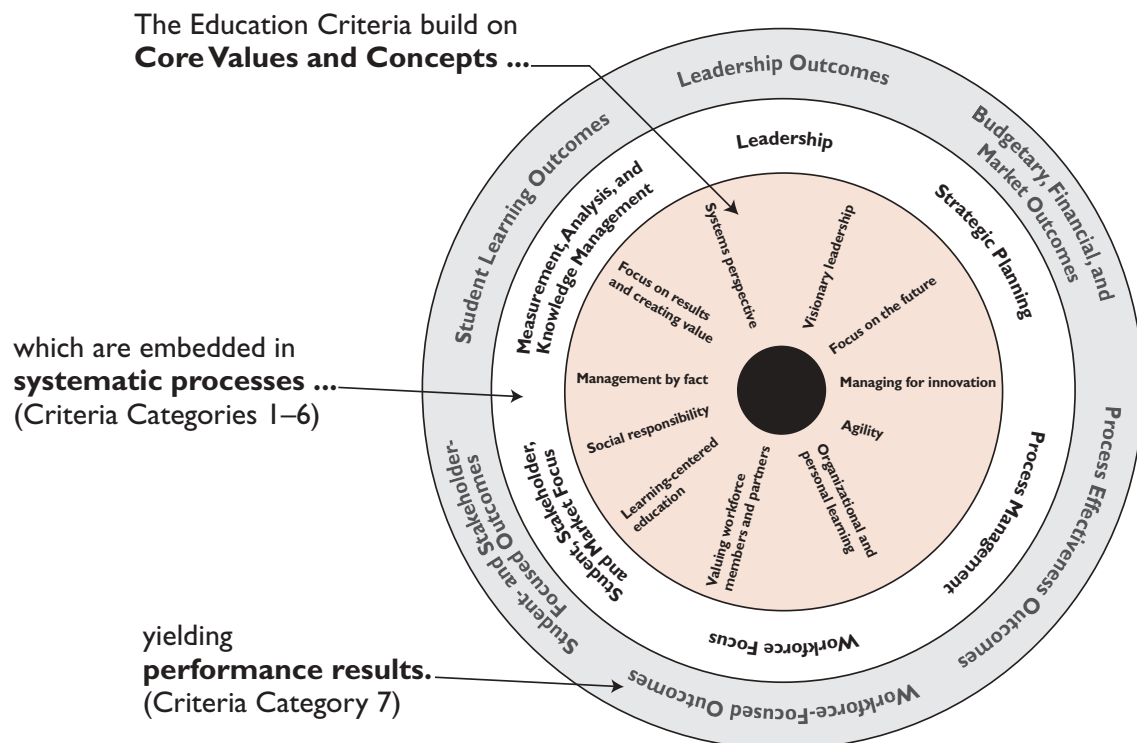 The Education Criteria build on
Core Values and Concepts ...
which are embedded in
systematic processes ...
(Criteria Categories 1–6)
yielding
performance results.
(Criteria Category 7)
Leadership Outcomes
Budgetary, Financial, and
Market Outcomes
Process Effectiveness Outcomes
Workforce-Focused Outcomes
Student- and Stakeholder-
Focused Outcomes
Student Learning Outcomes
Leadership
Strategic Planning
Process Management
Workforce Focus
Student, Stakeholder,
and Market Focus
Measurement, Analysis, and
Knowledge Management
Systems perspective
Visionary leadership
Focus on the future
Managing for innovation
Agility
Organizational and
personal learning
Valuing workforce
members and partners
Learning-centered
education
Social responsibility
Management by fact
Focus on results
and creating value